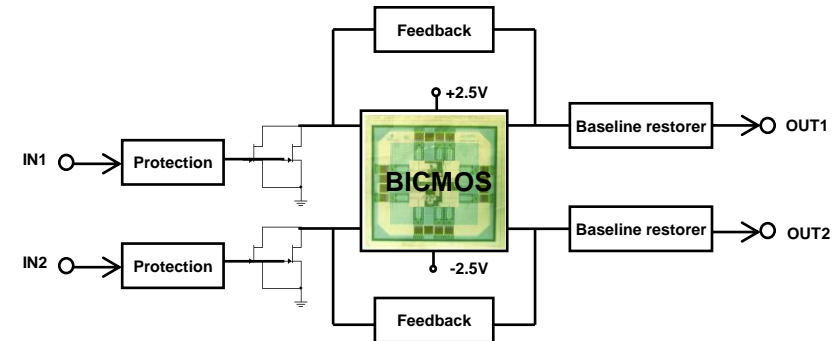 Feedback
+2.5V
IN1
Protection
BICMOS
Baseline restorer
OUT1
IN2
Protection
Baseline restorer
OUT2
-2.5V
Feedback